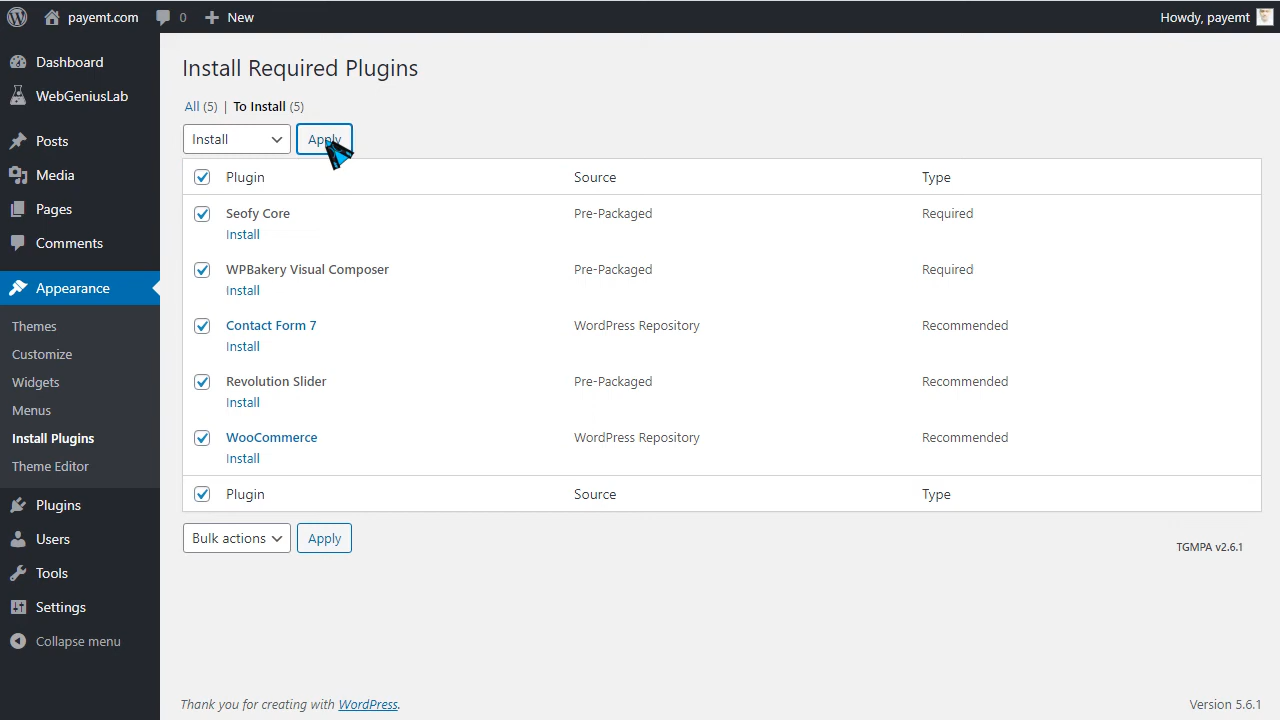 payemt.com 0 New Howdy, payemt
Dashboard
WebGeniusLab
Posts
Media
Pages
Comments
Appearance
Themes
Customize
Widgets
Menus
Install Plugins
Theme Editor
Plugins
Users
Tools
Settings
Collapse menu
Install Required Plugins
All (5) | To Install (5)
Install Apply
Plugin Source Type
Seofy Core Pre-Packaged Required
Install
WPBakery Visual Composer Pre-Packaged Required
Install
Contact Form 7 WordPress Repository Recommended
Install
Revolution Slider Pre-Packaged Recommended
Install
WooCommerce WordPress Repository Recommended
Install
Plugin Source Type
Bulk actions Apply
TGMPA v2.6.1
Thank you for creating with WordPress. Version 5.6.1